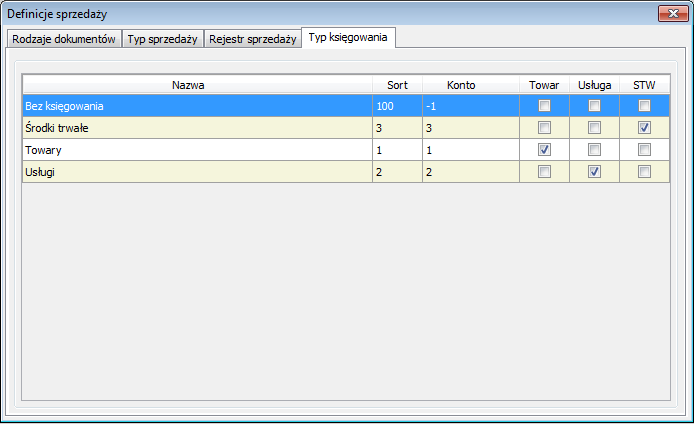 Definicje sprzedaży
Rodzaje dokumentów Typ sprzedaży Rejestr sprzedaży Typ księgowania
Nazwa Sort Konto Towar Usługa STW
Bez księgowania 100 -1
Środki trwałe 3 3
Towary 1 1
Usługi 2 2